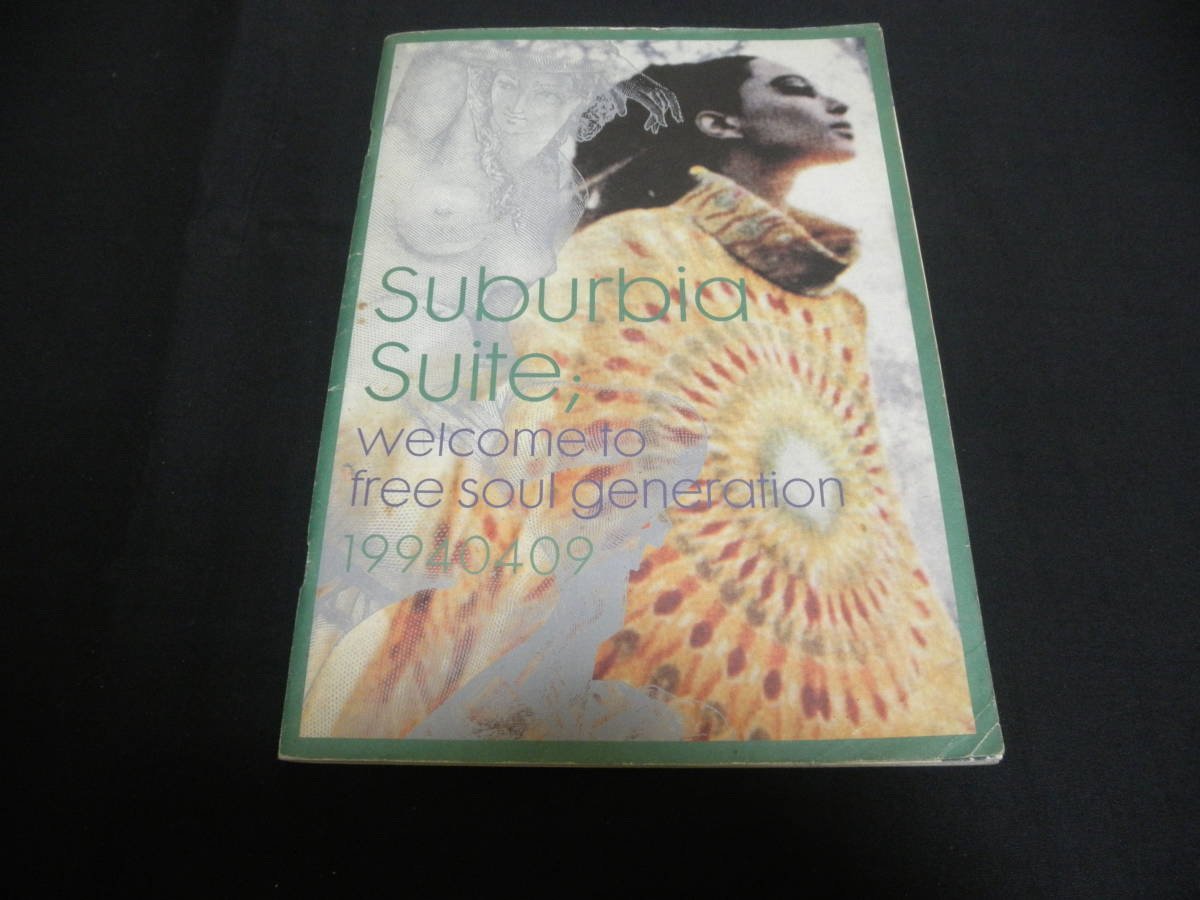 Suburbia
Suite;
welcome to
free soul generation
19940409